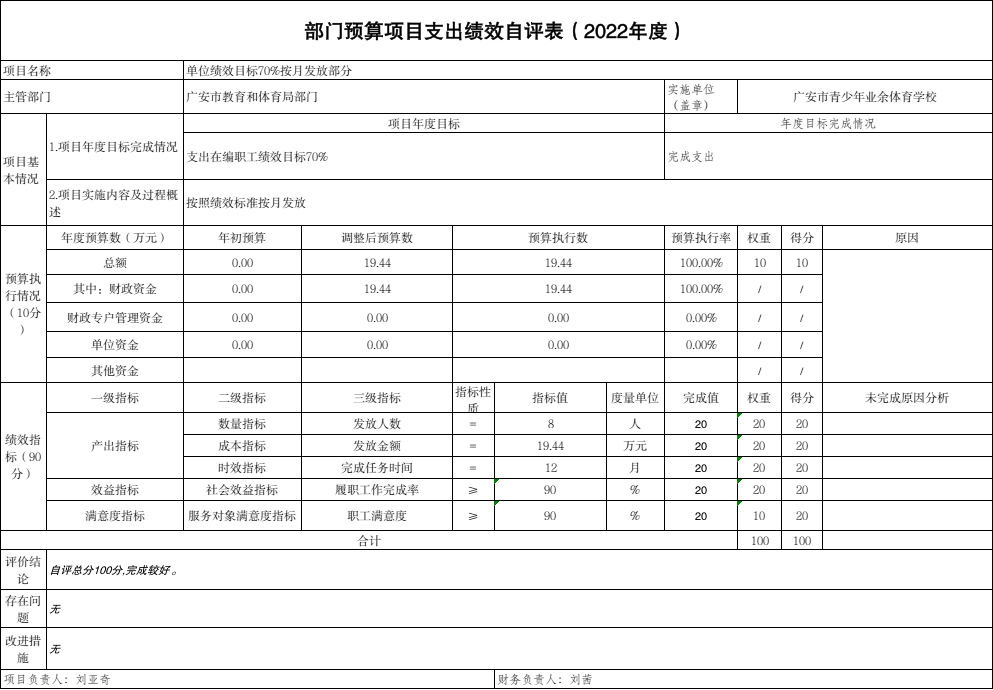 部门预算项目支出绩效自评表（2022年度）
项目名称 单位绩效目标70%按月发放部分
主管部门 广安市教育和体育局部门 实施单位（盖章） 广安市青少年业余体育学校
项目基本情况 1.项目年度目标完成情况 项目年度目标 年度目标完成情况
支出在编职工绩效目标70% 完成支出
2.项目实施内容及过程概述 按照绩效标准按月发放
预算执行情况（10分） 年度预算数（万元） 年初预算 调整后预算数 预算执行数 预算执行率 权重 得分 原因
总额 0.00 19.44 19.44 100.00% 10 10
其中：财政资金 0.00 19.44 19.44 100.00% / /
财政专户管理资金 0.00 0.00 0.00 0.00% / /
单位资金 0.00 0.00 0.00 0.00% / /
其他资金 / /
绩效指标（90分） 一级指标 二级指标 三级指标 指标性质 指标值 度量单位 完成值 权重 得分 未完成原因分析
产出指标 数量指标 发放人数 = 8 人 20 20 20
成本指标 发放金额 = 19.44 万元 20 20 20
时效指标 完成任务时间 = 12 月 20 20 20
效益指标 社会效益指标 履职工作完成率 ≥ 90 % 20 20 20
满意度指标 服务对象满意度指标 职工满意度 ≥ 90 % 20 10 20
合计 100 100
评价结论 自评总分100分,完成较好。
存在问题 无
改进措施 无
项目负责人：刘亚奇 财务负责人：刘茜